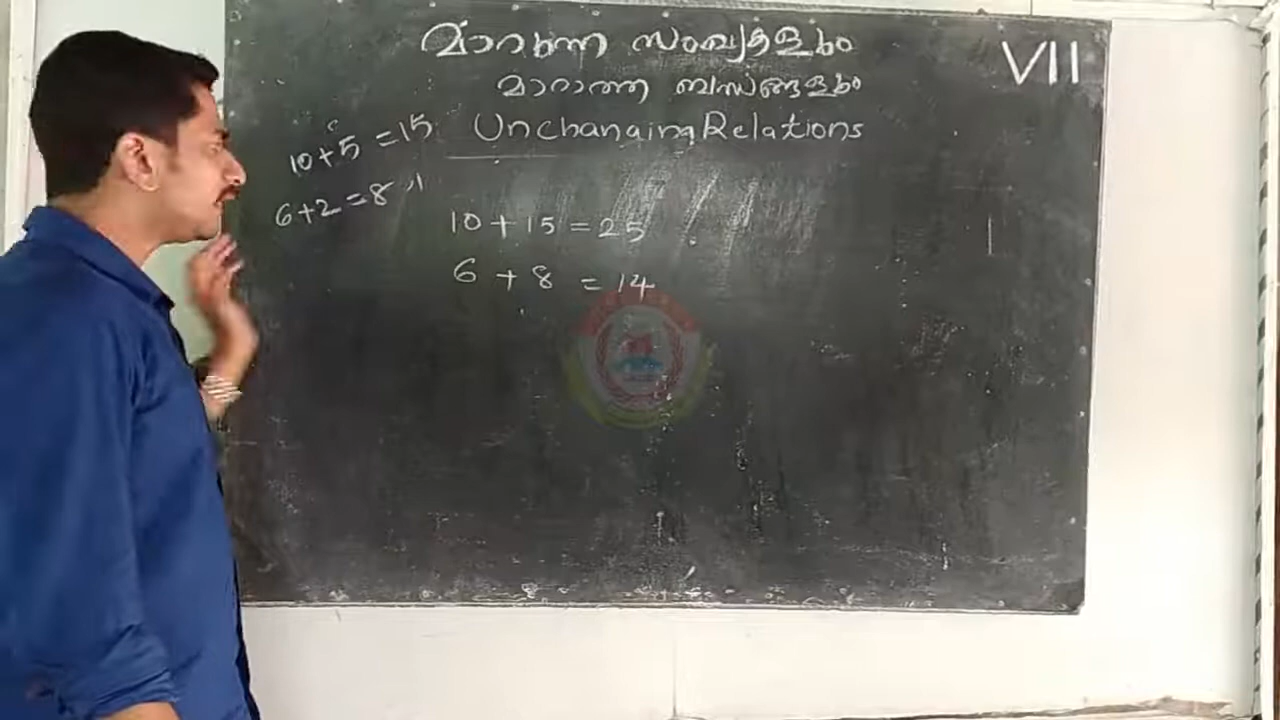 മാറുന്ന സംഖ്യകളും
മാറാത്ത ബന്ധങ്ങളും
VII
Unchanging Relations
10+5=15
6+2=8
10+15=25
6+8=14